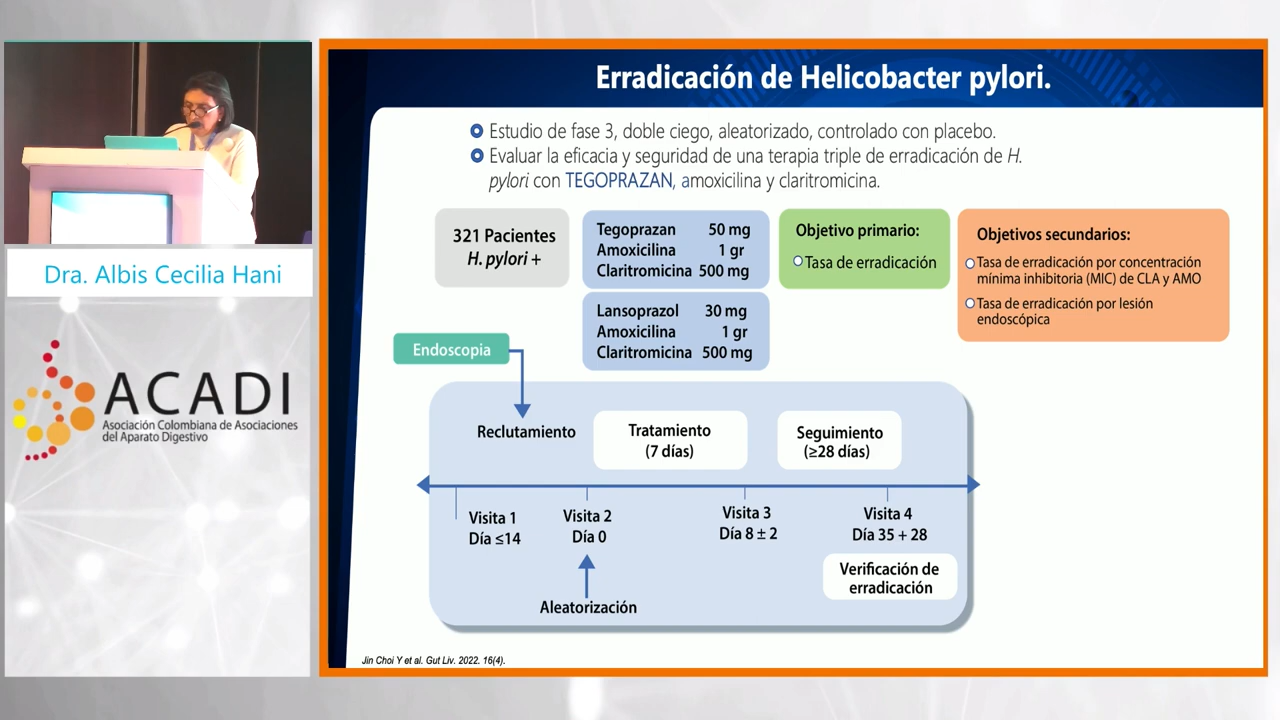 Erradicación de Helicobacter pylori.
Estudio de fase 3, doble ciego, aleatorizado, controlado con placebo.
Evaluar la eficacia y seguridad de una terapia triple de erradicación de H.
pylori con TEGOPRAZAN, amoxicilina y claritromicina.
321 Pacientes
H. pylori +
Tegoprazan 50 mg
Amoxicilina 1 gr
Claritromicina 500 mg
Lansoprazol 30 mg
Amoxicilina 1 gr
Claritromicina 500 mg
Objetivo primario:
Tasa de erradicación
Objetivos secundarios:
Tasa de erradicación por concentración
mínima inhibitoria (MIC) de CLA y AMO
Tasa de erradicación por lesión
endoscópica
Endoscopia
Reclutamiento
Tratamiento
(7 días)
Seguimiento
(≥28 días)
Visita 1
Día ≤14
Visita 2
Día 0
Visita 3
Día 8 ± 2
Visita 4
Día 35 + 28
Verificación de
erradicación
Aleatorización
Jin Choi Y et al. Gut Liv. 2022. 16(4).
Dra. Albis Cecilia Hani
ACADI
Asociación Colombiana de Asociaciones
del Aparato Digestivo